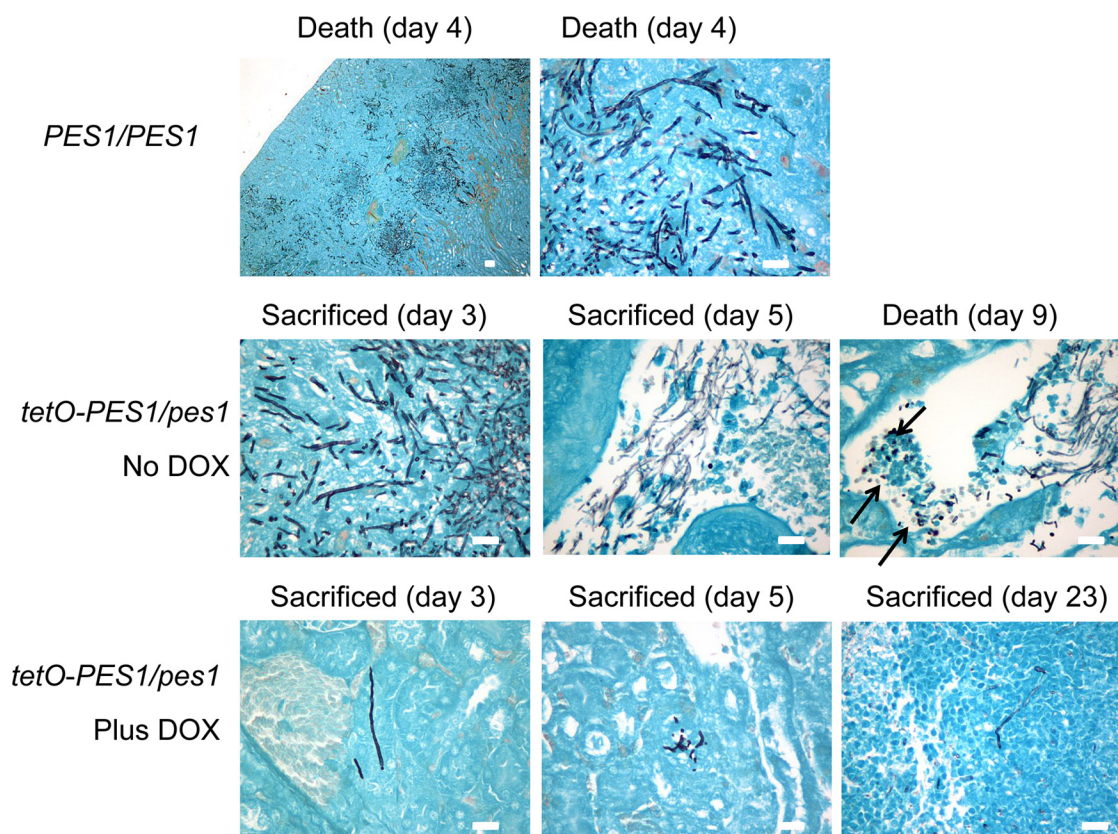 Death (day 4) Death (day 4)
PES1/PES1
Sacrificed (day 3) Sacrificed (day 5) Death (day 9)
tetO-PES1/pes1
No DOX
Sacrificed (day 3) Sacrificed (day 5) Sacrificed (day 23)
tetO-PES1/pes1
Plus DOX